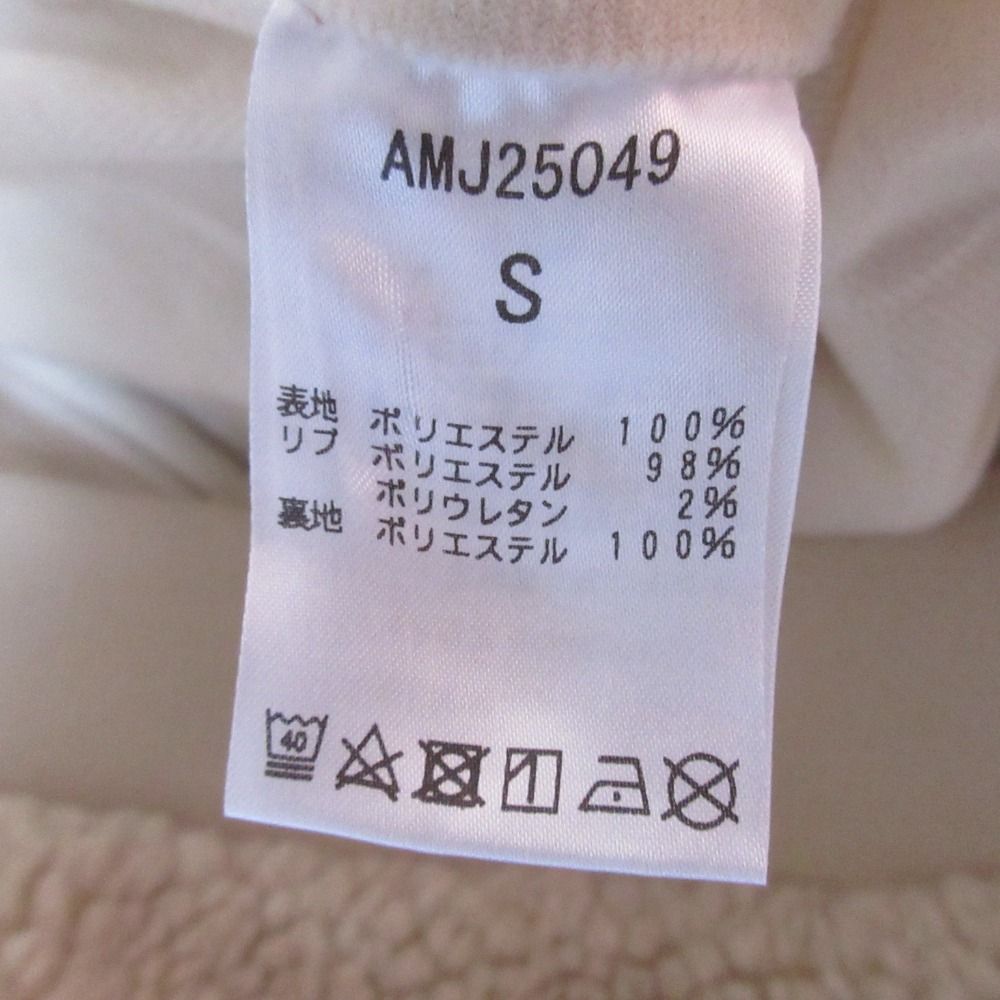 AMJ25049
S
表地 ポリエステル 100%
リブ ポリエステル 98%
ポリウレタン 2%
裏地 ポリエステル 100%
40